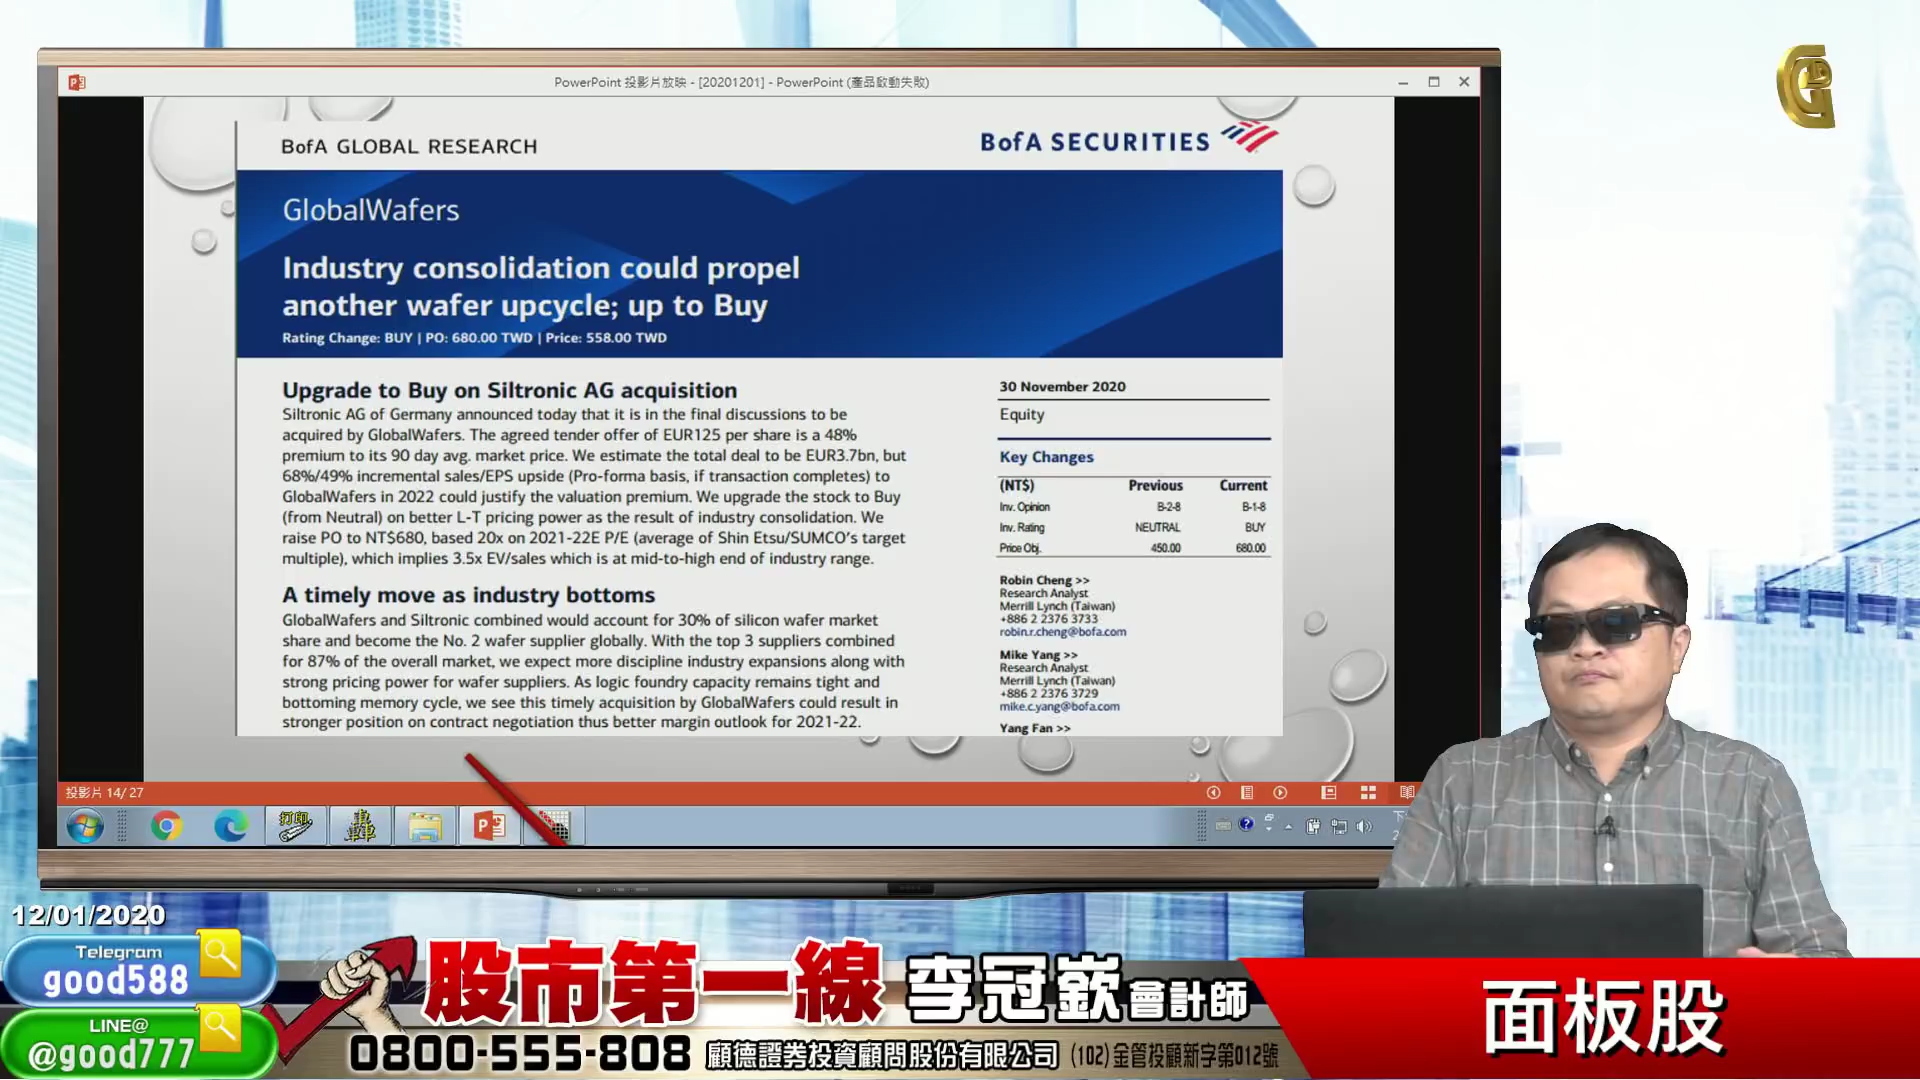 PowerPoint 投影片放映 - [20201201] - PowerPoint (產品啟動失敗)
BofA GLOBAL RESEARCH
BofA SECURITIES
GlobalWafers
Industry consolidation could propel
another wafer upcycle; up to Buy
Rating Change: BUY | PO: 680.00 TWD | Price: 558.00 TWD
Upgrade to Buy on Siltronic AG acquisition
Siltronic AG of Germany announced today that it is in the final discussions to be
acquired by GlobalWafers. The agreed tender offer of EUR125 per share is a 48%
premium to its 90 day avg. market price. We estimate the total deal to be EUR3.7bn, but
68%/49% incremental sales/EPS upside (Pro-forma basis, if transaction completes) to
GlobalWafers in 2022 could justify the valuation premium. We upgrade the stock to Buy
(from Neutral) on better L-T pricing power as the result of industry consolidation. We
raise PO to NT$680, based 20x on 2021-22E P/E (average of Shin Etsu/SUMCO's target
multiple), which implies 3.5x EV/sales which is at mid-to-high end of industry range.
A timely move as industry bottoms
GlobalWafers and Siltronic combined would account for 30% of silicon wafer market
share and become the No. 2 wafer supplier globally. With the top 3 suppliers combined
for 87% of the overall market, we expect more discipline industry expansions along with
strong pricing power for wafer suppliers. As logic foundry capacity remains tight and
bottoming memory cycle, we see this timely acquisition by GlobalWafers could result in
stronger position on contract negotiation thus better margin outlook for 2021-22.
30 November 2020
Equity
Key Changes
(NT$) Previous Current
Inv. Opinion B-2-8 B-1-8
Inv. Rating NEUTRAL BUY
Price Obj. 450.00 680.00
Robin Cheng >>
Research Analyst
Merrill Lynch (Taiwan)
+886 2 2376 3733
robin.r.cheng@bofa.com
Mike Yang >>
Research Analyst
Merrill Lynch (Taiwan)
+886 2 2376 3729
mike.c.yang@bofa.com
Yang Fan >>
投影片 14/ 27
打印
12/01/2020
Telegram
good588
LINE@
@good777
股市第一線 李冠嶔會計師
0800-555-808 顧德證券投資顧問股份有限公司 (102)金管投顧新字第012號
面板股